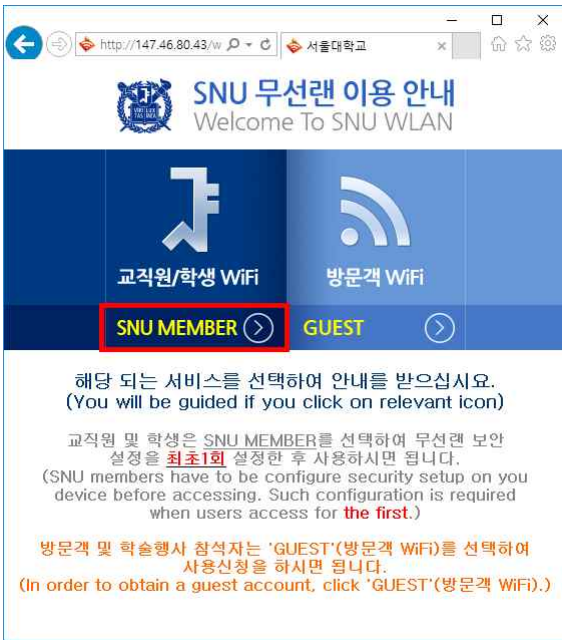 http://147.46.80.43/w
서울대학교
SNU 무선랜 이용 안내
Welcome To SNU WLAN
교직원/학생 WiFi
방문객 WiFi
SNU MEMBER
GUEST
해당 되는 서비스를 선택하여 안내를 받으십시요.
(You will be guided if you click on relevant icon)
교직원 및 학생은 SNU MEMBER를 선택하여 무선랜 보안
설정을 최초1회 설정한 후 사용하시면 됩니다.
(SNU members have to be configure security setup on you
device before accessing. Such configuration is required
when users access for the first.)
방문객 및 학술행사 참석자는 'GUEST'(방문객 WiFi)를 선택하여
사용신청을 하시면 됩니다.
(In order to obtain a guest account, click 'GUEST'(방문객 WiFi).)